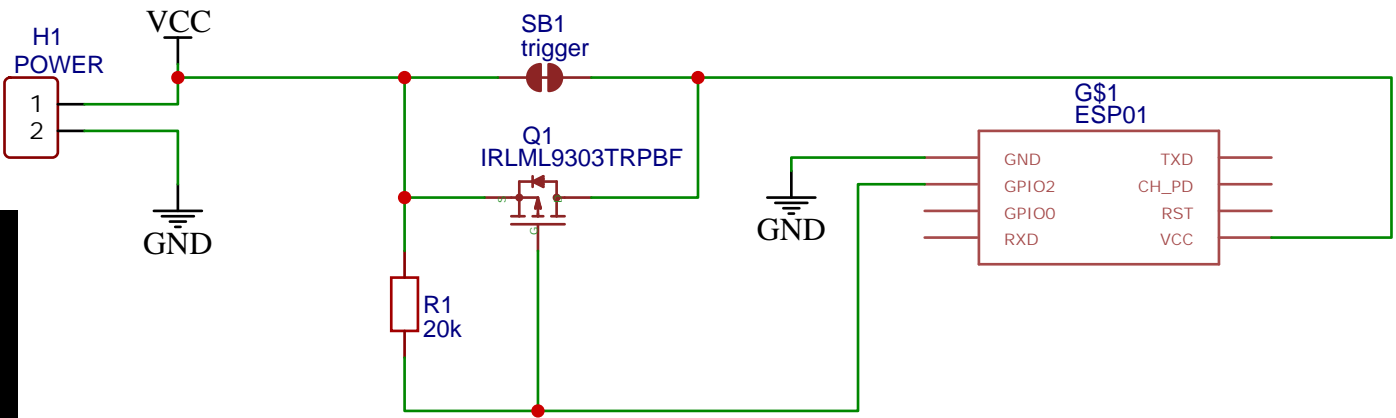 VCC
H1
POWER
1
2
GND
SB1
trigger
Q1
IRLML9303TRPBF
S
G
R1
20k
GND
G$1
ESP01
GND
TXD
GPIO2
CH_PD
GPIO0
RST
RXD
VCC